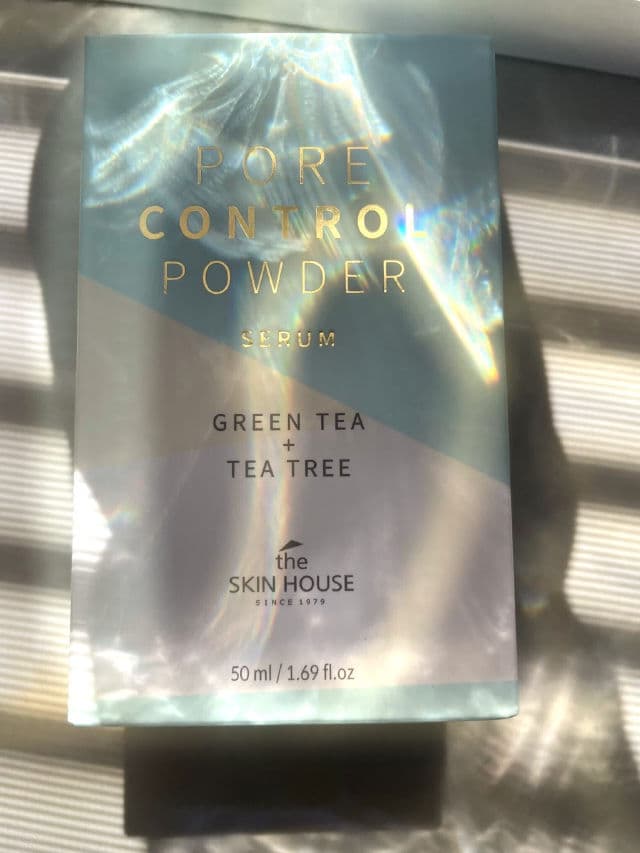 PORE
CONTROL
POWDER
SERUM
GREEN TEA
+
TEA TREE
the
SKIN HOUSE
SINCE 1979
50 ml / 1.69 fl.oz